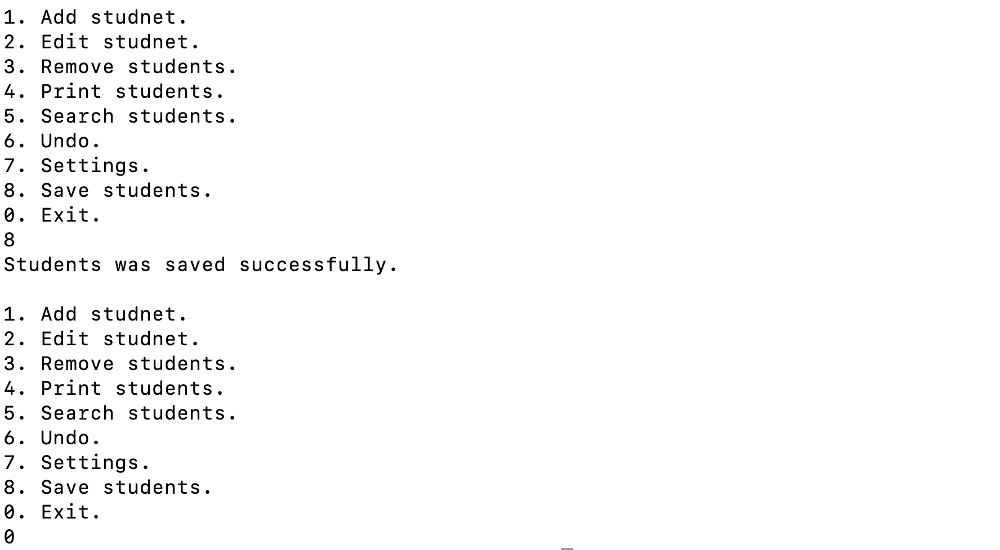 1. Add studnet.
2. Edit studnet.
3. Remove students.
4. Print students.
5. Search students.
6. Undo.
7. Settings.
8. Save students.
0. Exit.
8
Students was saved successfully.

1. Add studnet.
2. Edit studnet.
3. Remove students.
4. Print students.
5. Search students.
6. Undo.
7. Settings.
8. Save students.
0. Exit.
0